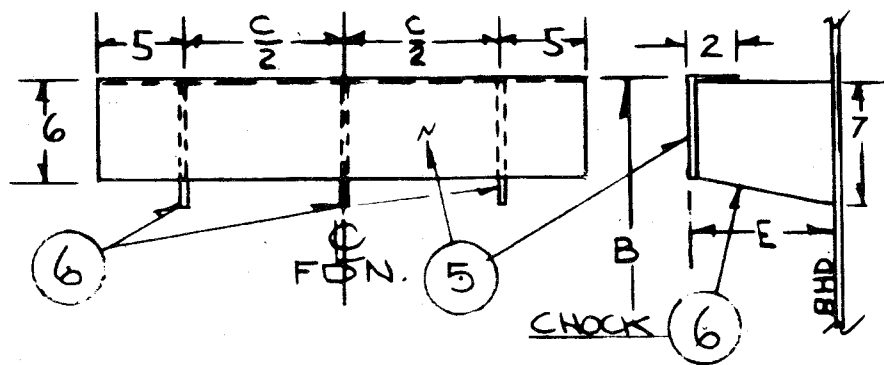 5 C/2 C/2 5 2
6 7
N
℄ E
6 FDN. 5 B BHD
CHOCK 6